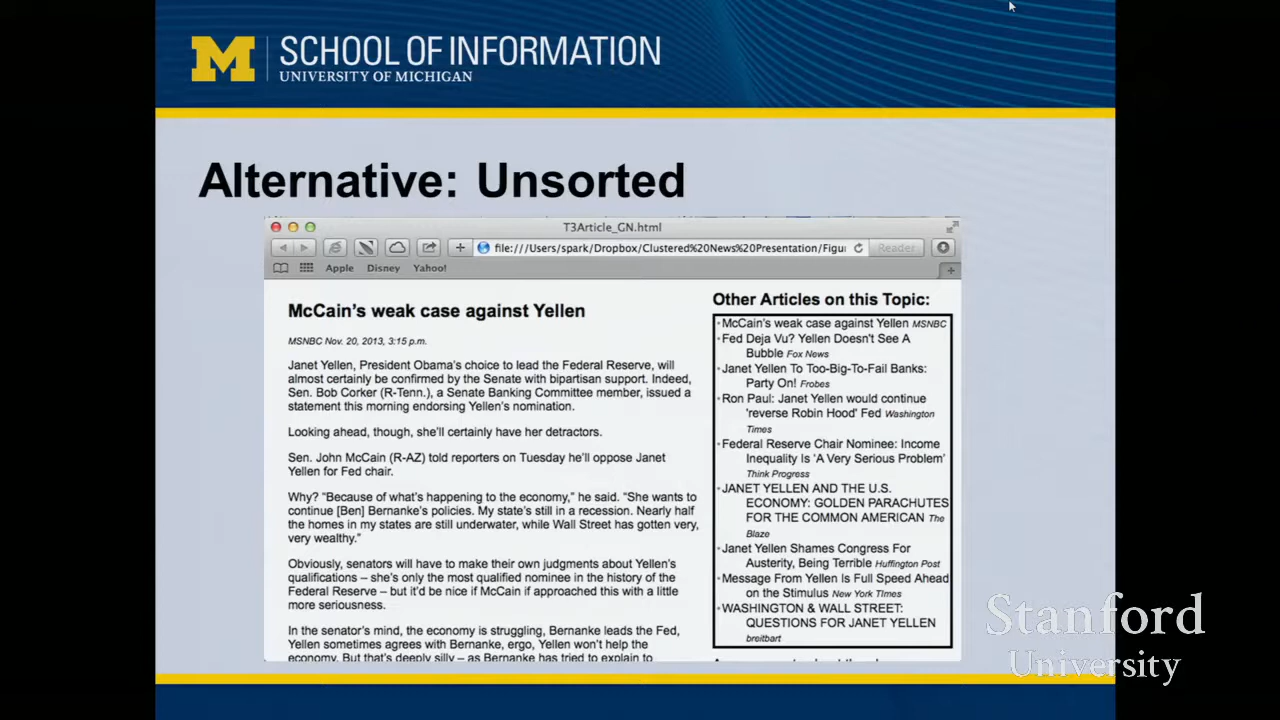 M SCHOOL OF INFORMATION
UNIVERSITY OF MICHIGAN
Alternative: Unsorted
T3Article_GN.html
file:///Users/spark/Dropbox/Clustered%20News%20Presentation/Figu
Reader
Apple Disney Yahoo!
McCain's weak case against Yellen
MSNBC Nov. 20, 2013, 3:15 p.m.
Janet Yellen, President Obama's choice to lead the Federal Reserve, will
almost certainly be confirmed by the Senate with bipartisan support. Indeed,
Sen. Bob Corker (R-Tenn.), a Senate Banking Committee member, issued a
statement this morning endorsing Yellen's nomination.
Looking ahead, though, she'll certainly have her detractors.
Sen. John McCain (R-AZ) told reporters on Tuesday he'll oppose Janet
Yellen for Fed chair.
Why? "Because of what's happening to the economy," he said. "She wants to
continue [Ben] Bernanke's policies. My state's still in a recession. Nearly half
the homes in my states are still underwater, while Wall Street has gotten very,
very wealthy."
Obviously, senators will have to make their own judgments about Yellen's
qualifications – she's only the most qualified nominee in the history of the
Federal Reserve – but it'd be nice if McCain if approached this with a little
more seriousness.
In the senator's mind, the economy is struggling, Bernanke leads the Fed,
Yellen sometimes agrees with Bernanke, ergo, Yellen won't help the
economy. But that's deeply silly – as Bernanke has tried to explain to
Other Articles on this Topic:
McCain's weak case against Yellen MSNBC
Fed Deja Vu? Yellen Doesn't See A
Bubble Fox News
Janet Yellen To Too-Big-To-Fail Banks:
Party On! Frobes
Ron Paul: Janet Yellen would continue
'reverse Robin Hood' Fed Washington
Times
Federal Reserve Chair Nominee: Income
Inequality Is 'A Very Serious Problem'
Think Progress
JANET YELLEN AND THE U.S.
ECONOMY: GOLDEN PARACHUTES
FOR THE COMMON AMERICAN The
Blaze
Janet Yellen Shames Congress For
Austerity, Being Terrible Huffington Post
Message From Yellen Is Full Speed Ahead
on the Stimulus New York TImes
WASHINGTON & WALL STREET:
QUESTIONS FOR JANET YELLEN
breitbart
Stanford
University